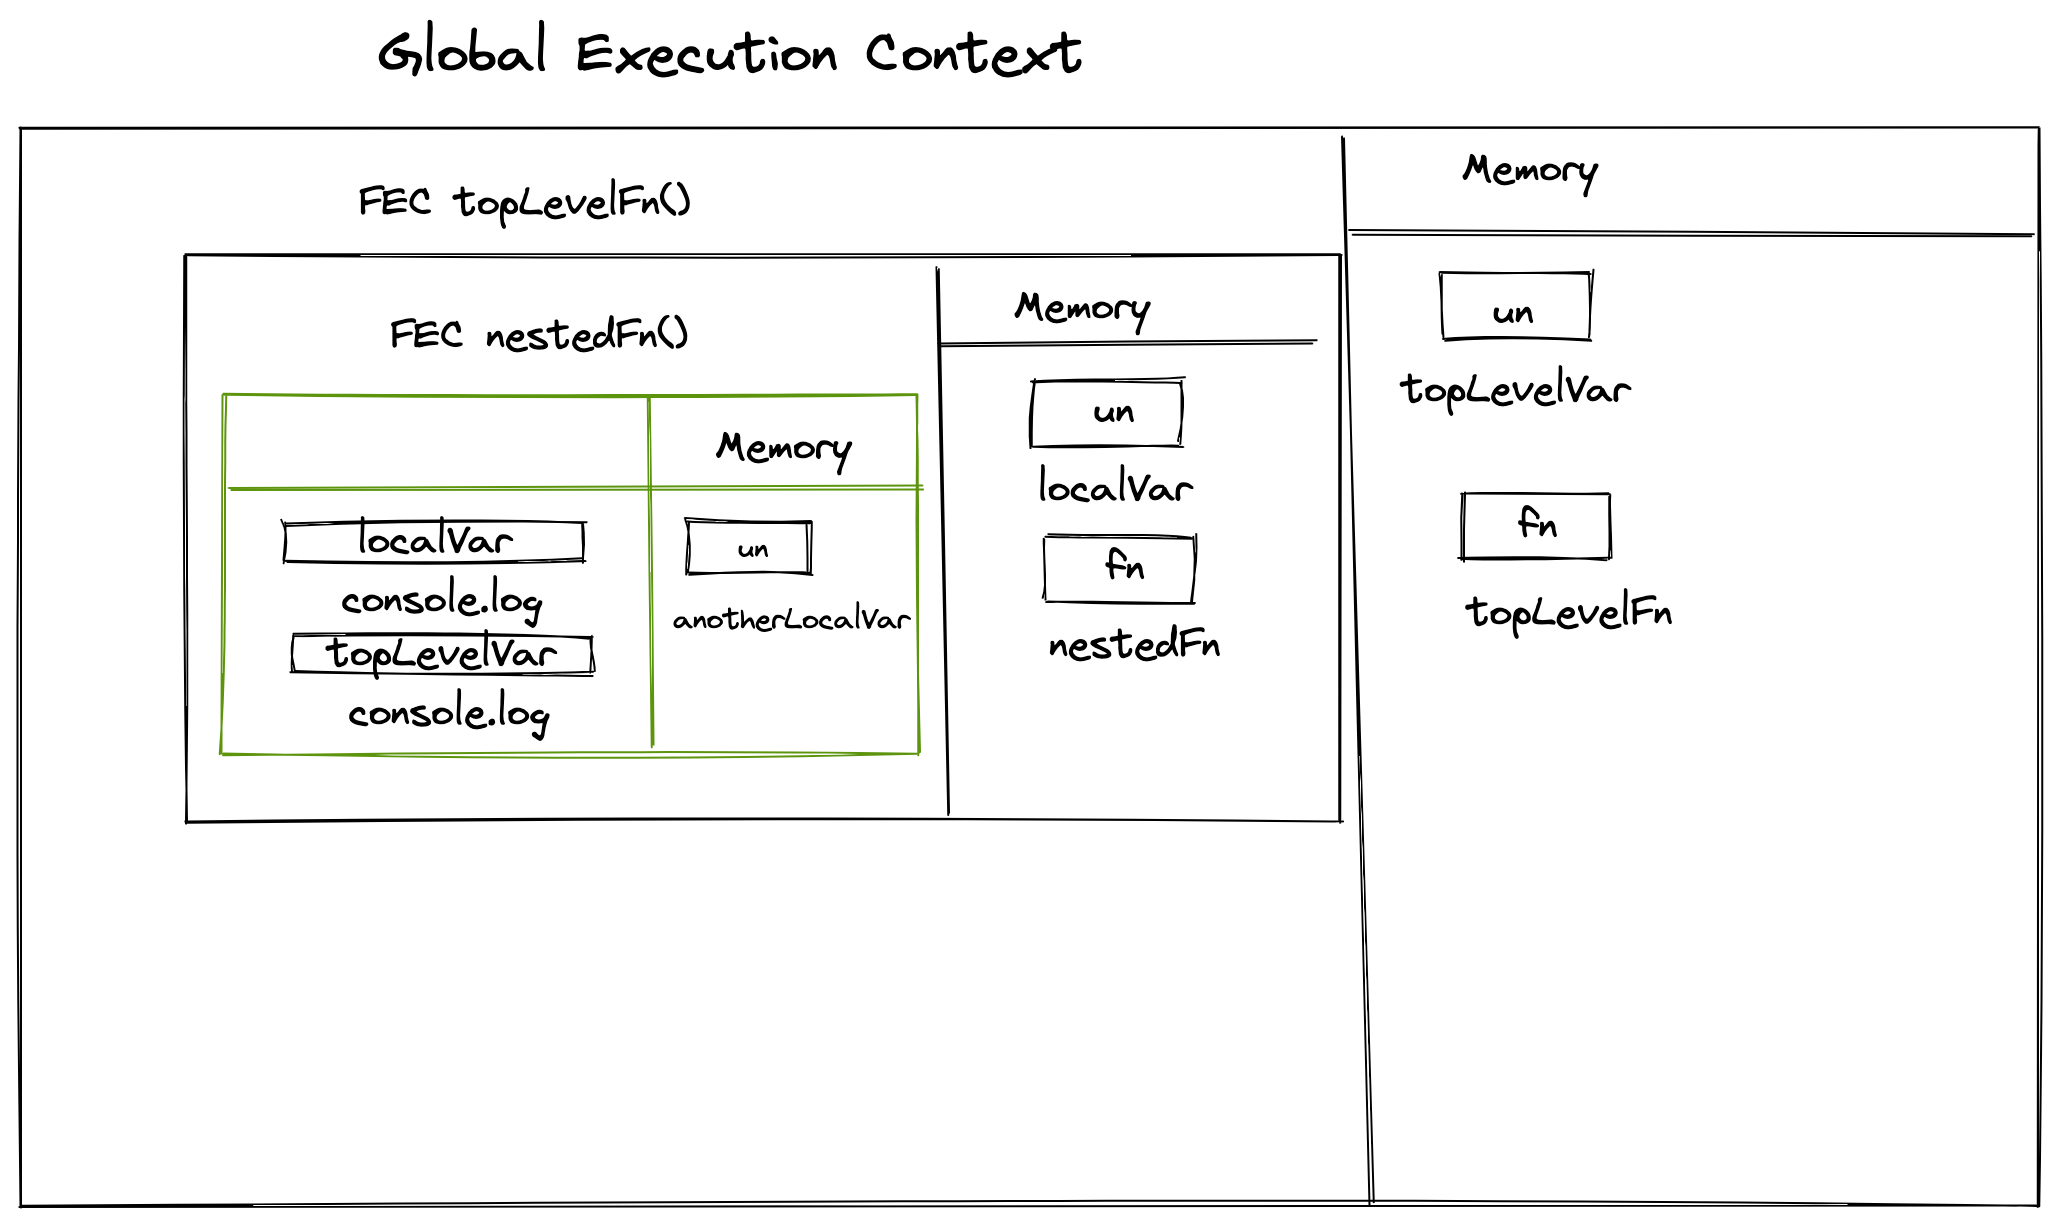 Global Execution Context
FEC topLevelFn()
FEC nestedFn()
localVar
console.log
topLevelVar
console.log
Memory
un
anotherLocalVar
Memory
un
localVar
fn
nestedFn
Memory
un
topLevelVar
fn
topLevelFn